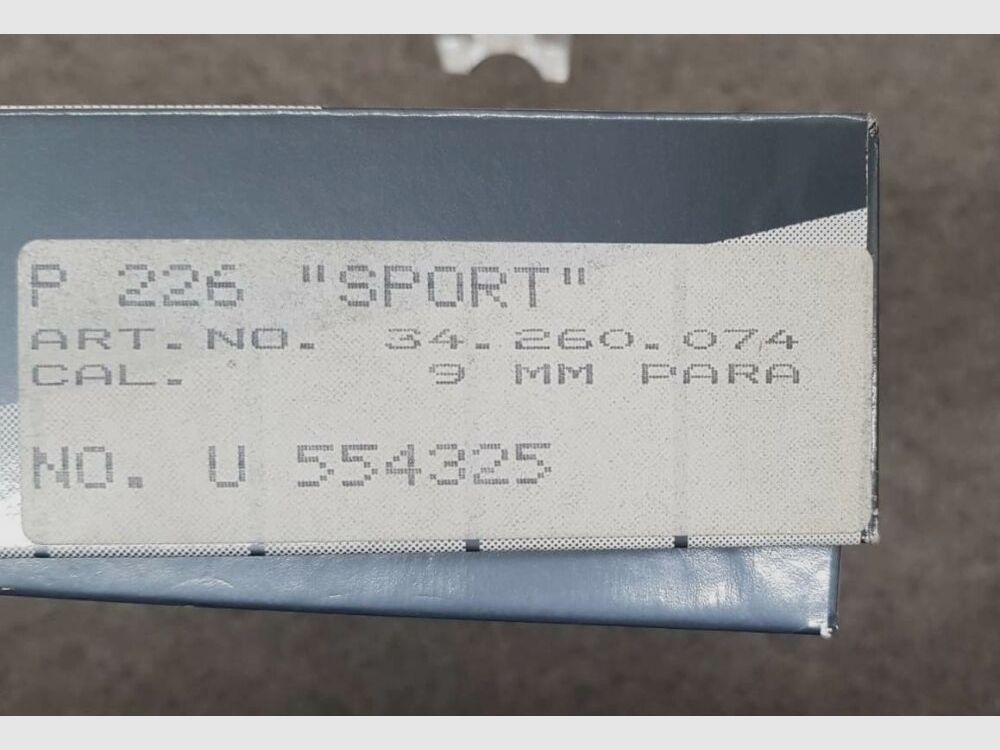 P 226 "SPORT"
ART. NO. 34.260.074
CAL. 9 MM PARA
NO. U 554325